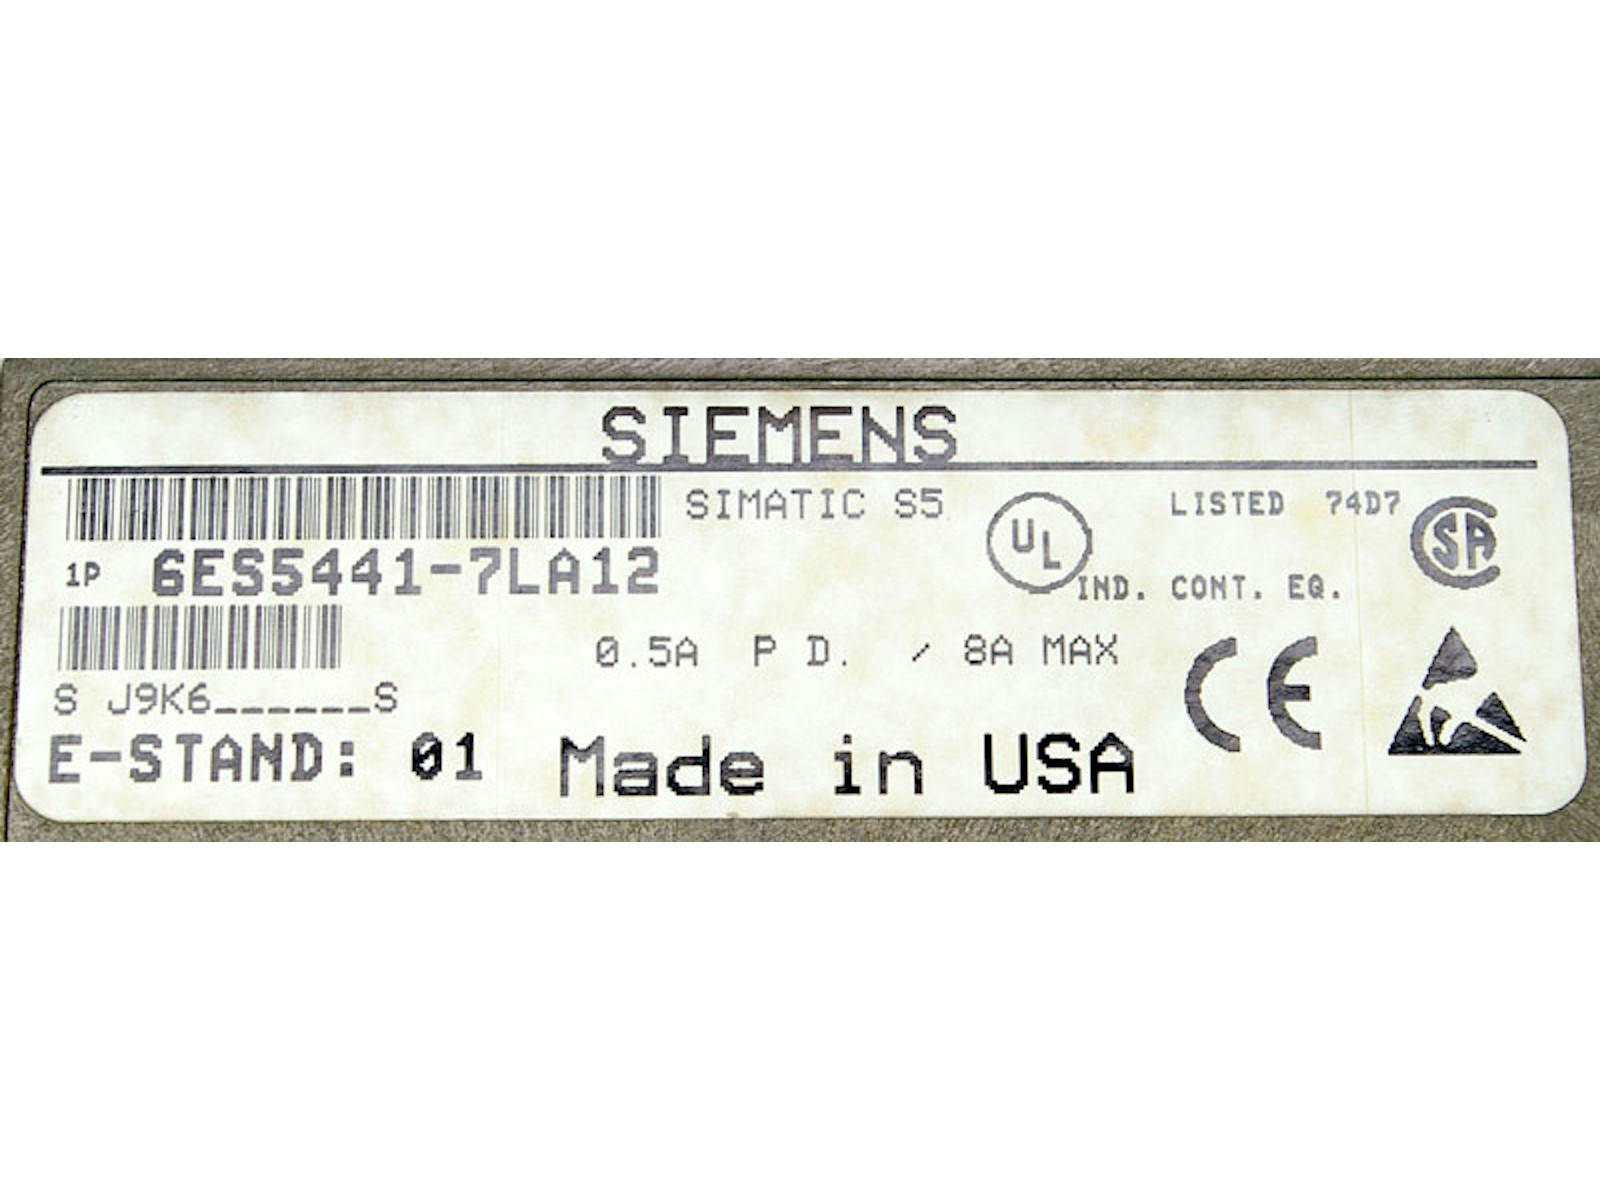 SIEMENS
SIMATIC S5
UL
LISTED 74D7
SA
1P 6ES5441-7LA12
IND. CONT. EQ.
0.5A P D. / 8A MAX
CE
S J9K6______S
E-STAND: 01
Made in USA